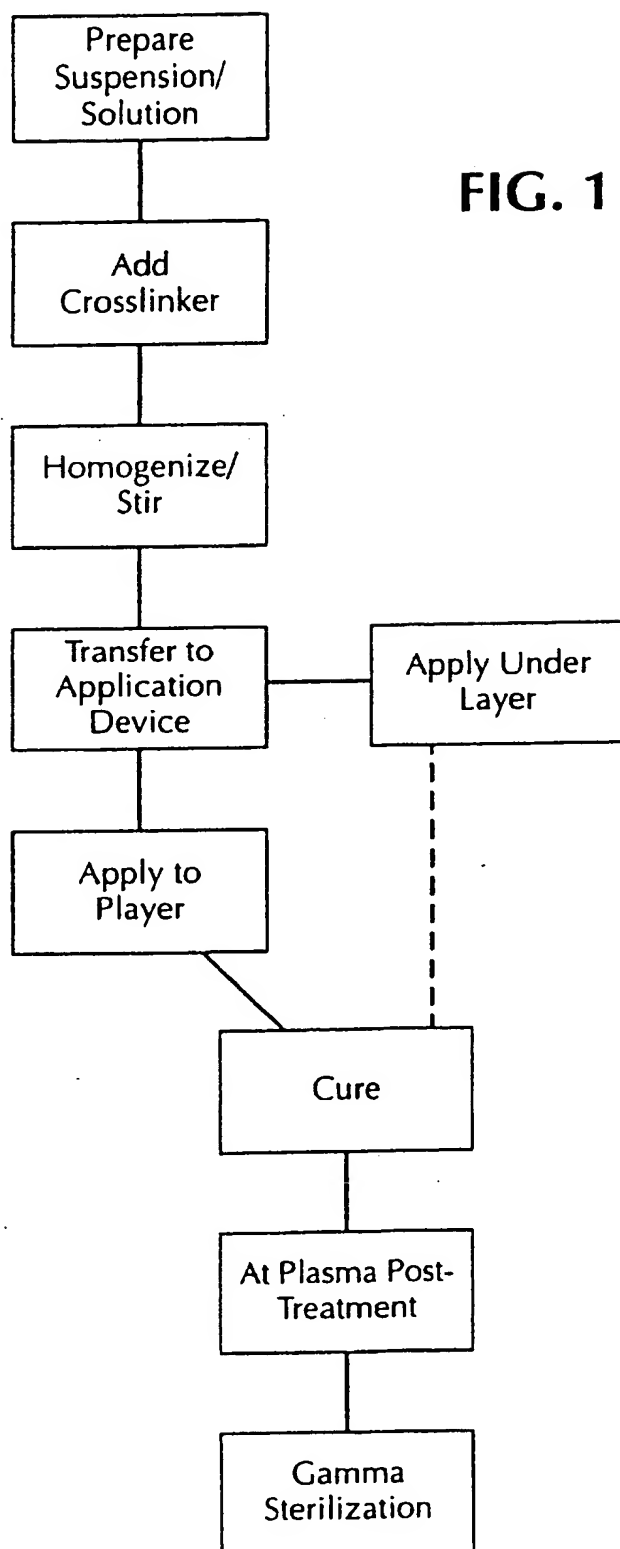 Prepare
Suspension/
Solution
FIG. 1
Add
Crosslinker
Homogenize/
Stir
Transfer to
Application
Device
Apply Under
Layer
Apply to
Player
Cure
At Plasma Post-
Treatment
Gamma
Sterilization